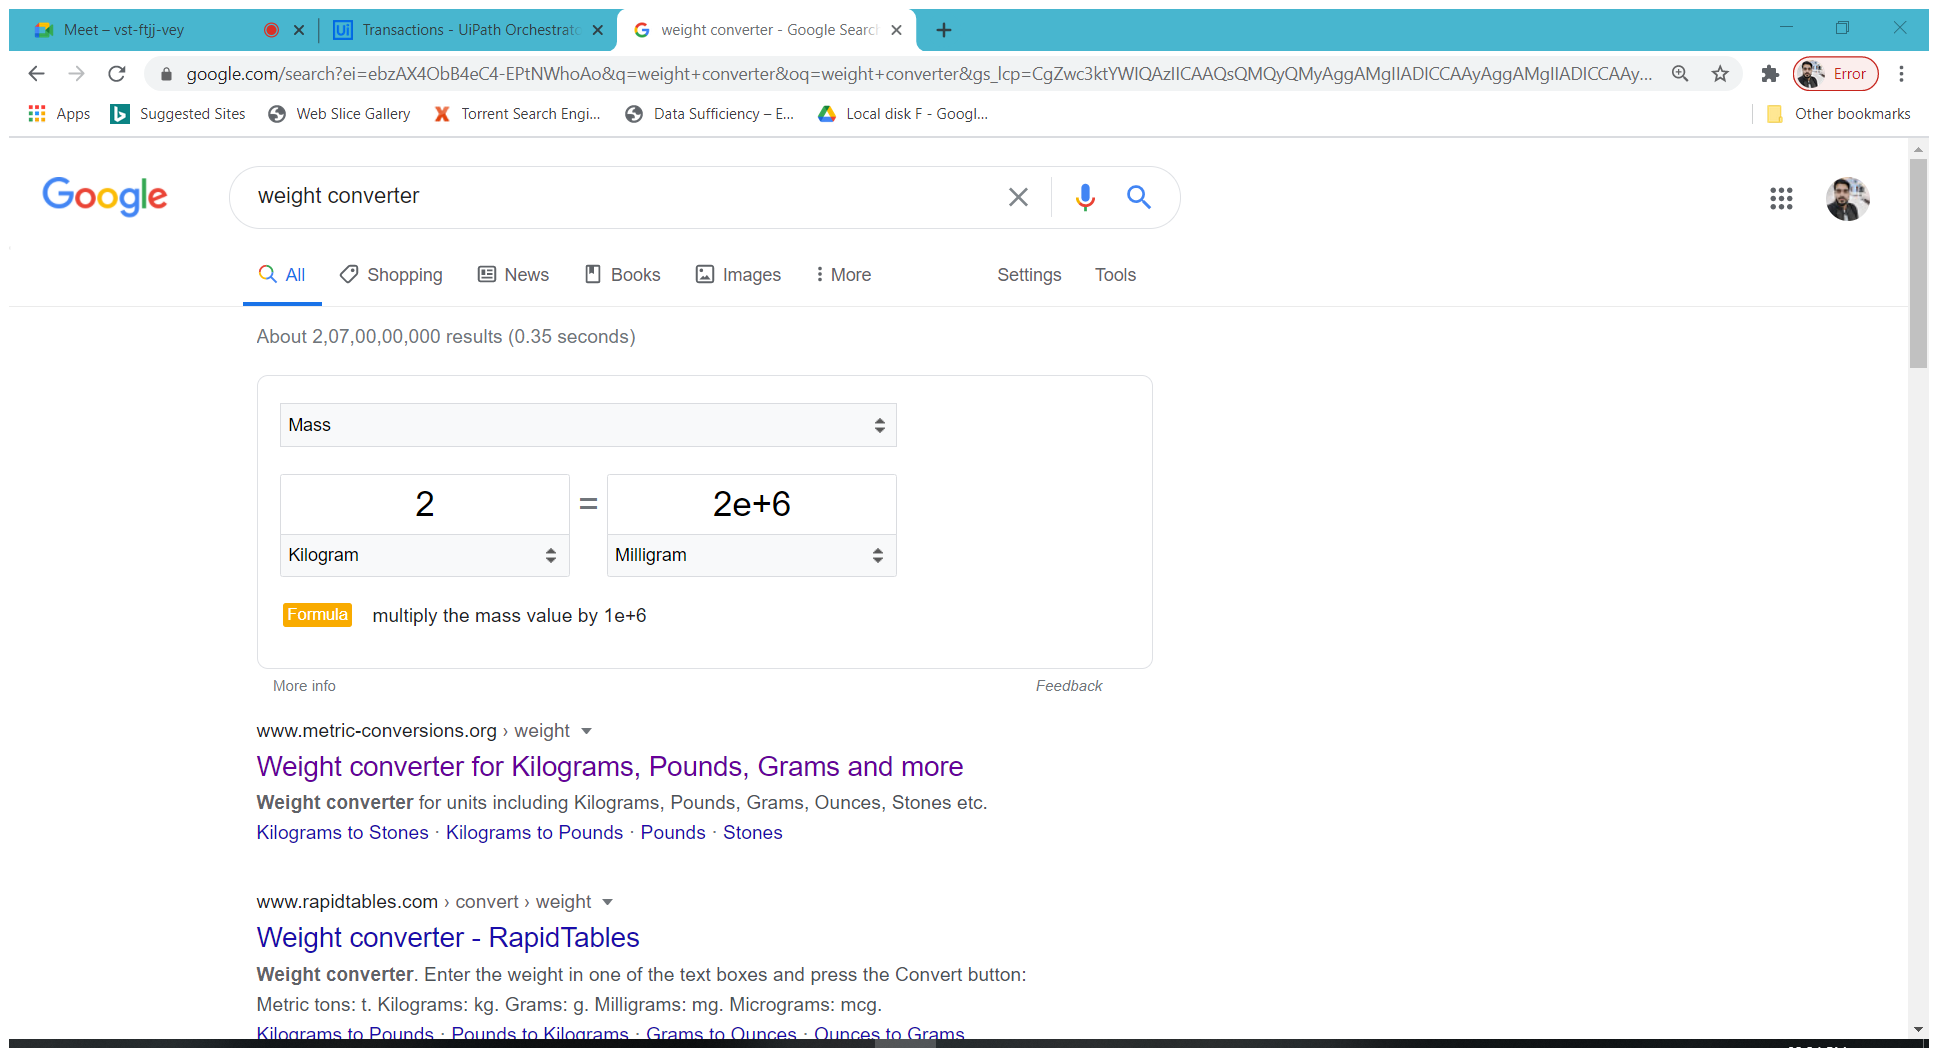 Meet – vst-ftjj-vey
Transactions - UiPath Orchestrato
weight converter - Google Search
google.com/search?ei=ebzAX4ObB4eC4-EPtNWhoAo&q=weight+converter&oq=weight+converter&gs_lcp=CgZwc3ktYWIQAzIICAAQsQMQyQMyAggAMgIIADICCAAyAggAMgIIADICCAAy...
Error
Apps
Suggested Sites
Web Slice Gallery
Torrent Search Engi...
Data Sufficiency – E...
Local disk F - Googl...
Other bookmarks
Google
weight converter
All
Shopping
News
Books
Images
More
Settings
Tools
About 2,07,00,00,000 results (0.35 seconds)
Mass
2 = 2e+6
Kilogram
Milligram
Formula multiply the mass value by 1e+6
More info
Feedback
www.metric-conversions.org › weight
Weight converter for Kilograms, Pounds, Grams and more
Weight converter for units including Kilograms, Pounds, Grams, Ounces, Stones etc.
Kilograms to Stones · Kilograms to Pounds · Pounds · Stones
www.rapidtables.com › convert › weight
Weight converter - RapidTables
Weight converter. Enter the weight in one of the text boxes and press the Convert button:
Metric tons: t. Kilograms: kg. Grams: g. Milligrams: mg. Micrograms: mcg.
Kilograms to Pounds · Pounds to Kilograms · Grams to Ounces · Ounces to Grams